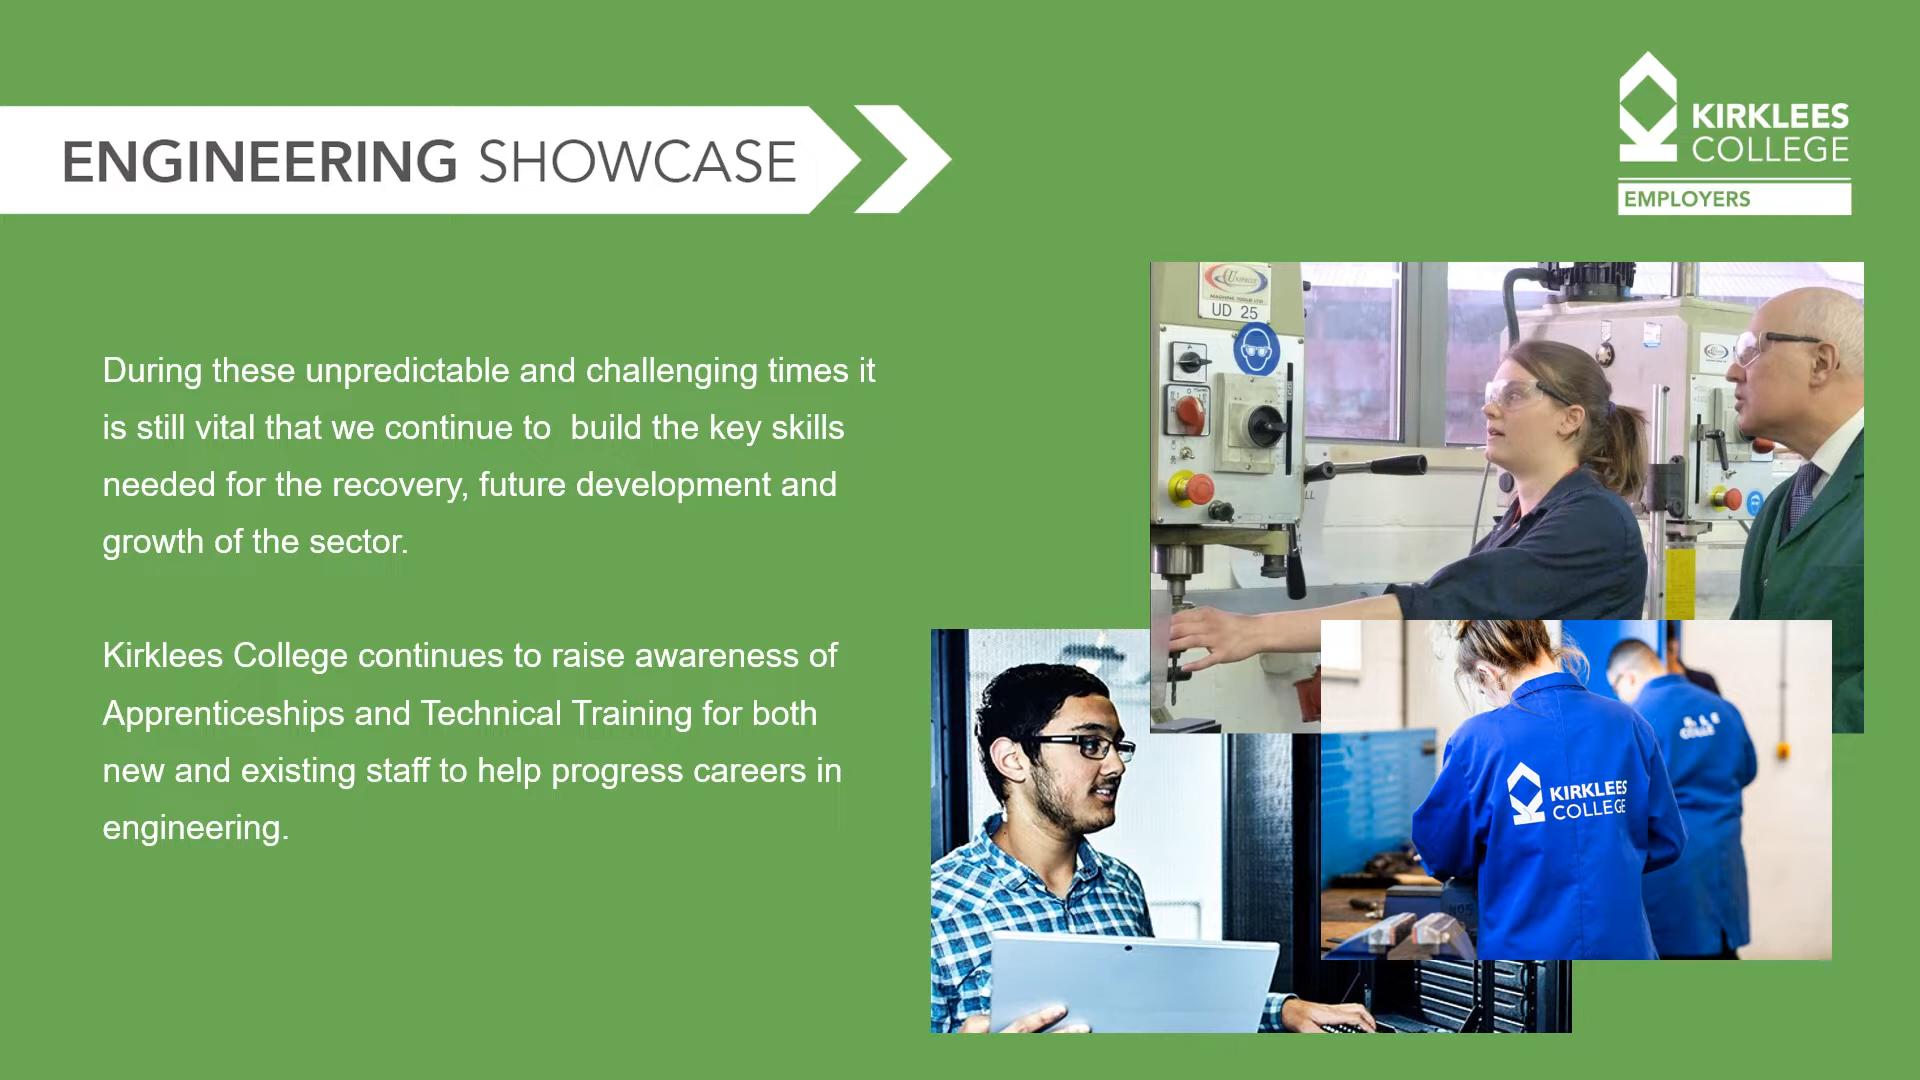 ENGINEERING SHOWCASE
KIRKLEES
COLLEGE
EMPLOYERS
During these unpredictable and challenging times it
is still vital that we continue to  build the key skills
needed for the recovery, future development and
growth of the sector.
Kirklees College continues to raise awareness of
Apprenticeships and Technical Training for both
new and existing staff to help progress careers in
engineering.
UD 25
KIRKLEES
COLLEGE